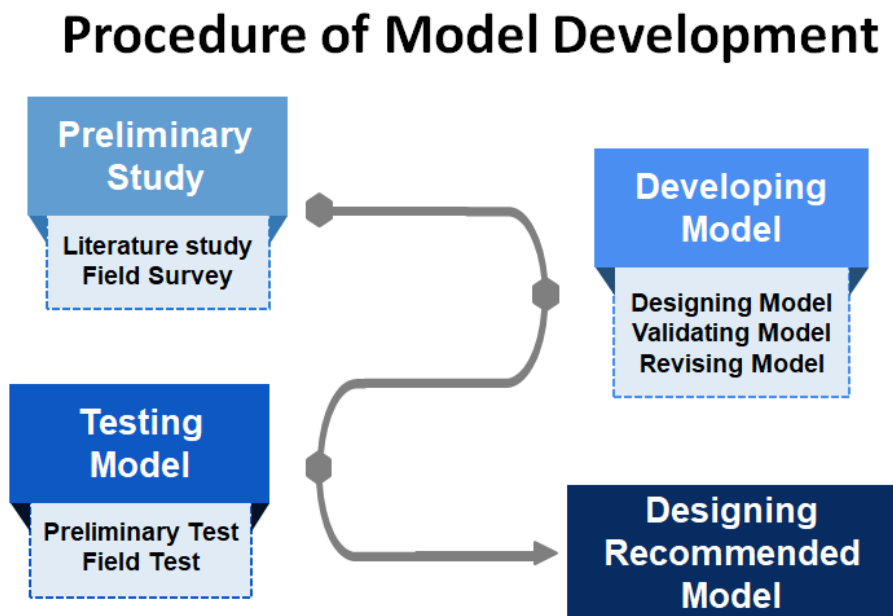 Procedure of Model Development
Preliminary
Study
Literature study
Field Survey
Developing
Model
Designing Model
Validating Model
Revising Model
Testing
Model
Preliminary Test
Field Test
Designing
Recommended
Model